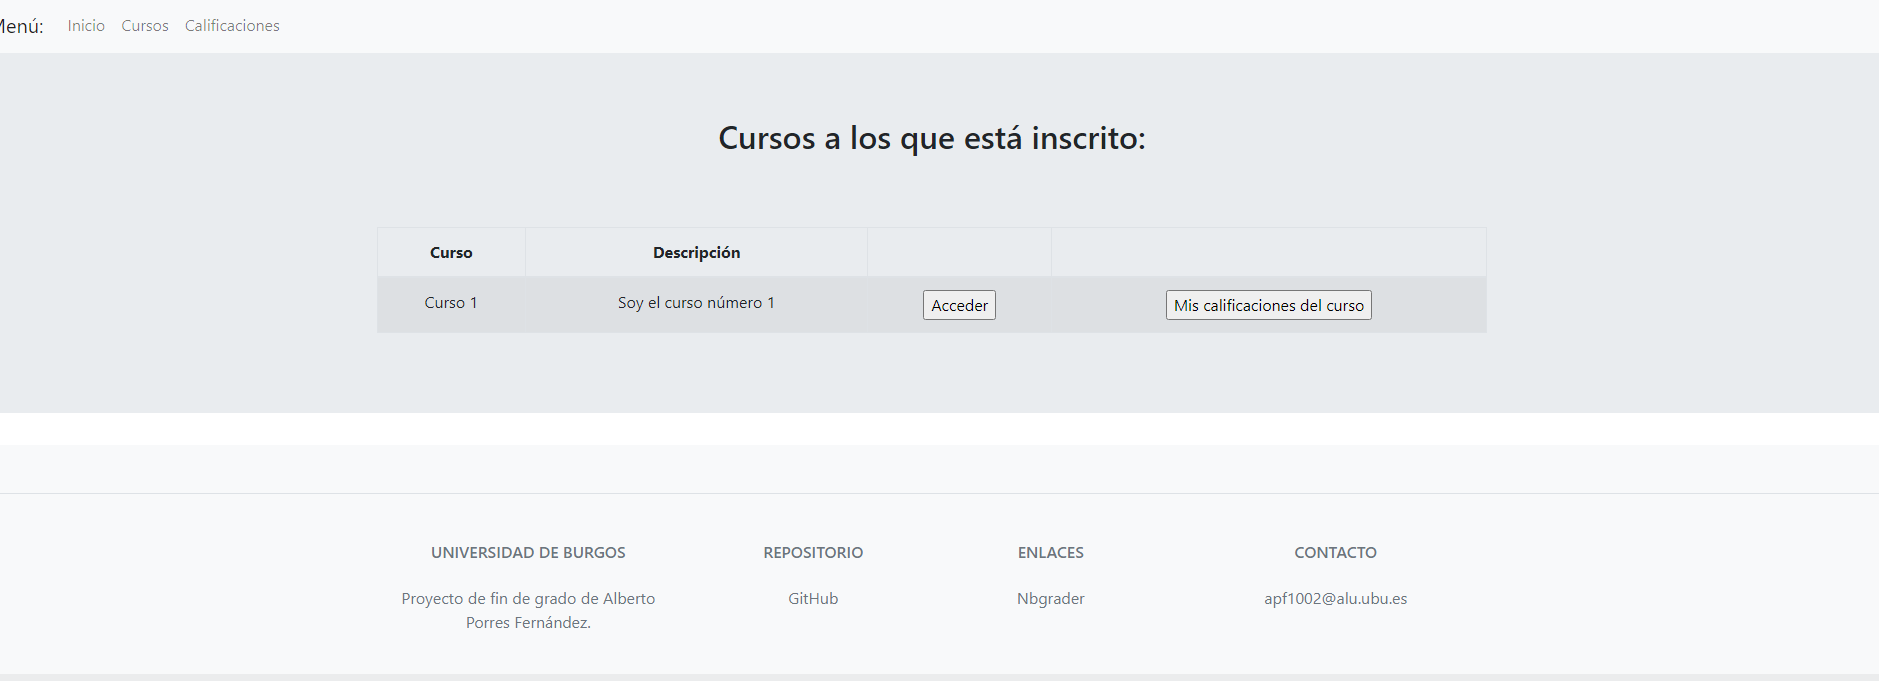 Menú: Inicio Cursos Calificaciones
Cursos a los que está inscrito:
Curso Descripción
Curso 1 Soy el curso número 1 Acceder Mis calificaciones del curso
UNIVERSIDAD DE BURGOS REPOSITORIO ENLACES CONTACTO
Proyecto de fin de grado de Alberto GitHub Nbgrader apf1002@alu.ubu.es
Porres Fernández.